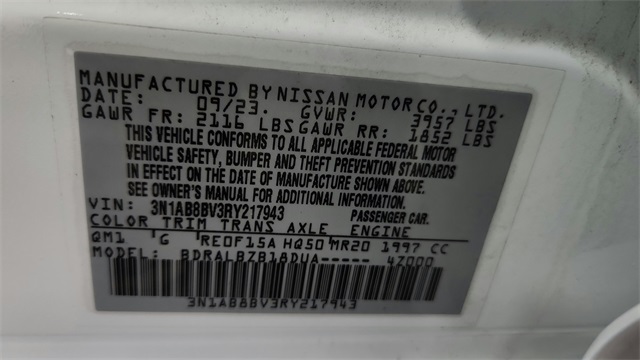 MANUFACTURED BY NISSAN MOTOR CO., LTD.
DATE: 09/23. GVWR: 3957 LBS
GAWR FR: 2116 LBS GAWR RR: 1852 LBS
THIS VEHICLE CONFORMS TO ALL APPLICABLE FEDERAL MOTOR
VEHICLE SAFETY, BUMPER AND THEFT PREVENTION STANDARDS
IN EFFECT ON THE DATE OF MANUFACTURE SHOWN ABOVE.
SEE OWNER'S MANUAL FOR ADDITIONAL INFORMATION.
VIN: 3N1AB8BV3RY217943 PASSENGER CAR.
COLOR TRIM TRANS AXLE ENGINE
QM1 'G RE0F15A HQ50 MR20 1997 CC
MODEL: BDRALBZB18DUA----- 4Z000
3N1AB8BV3RY217943